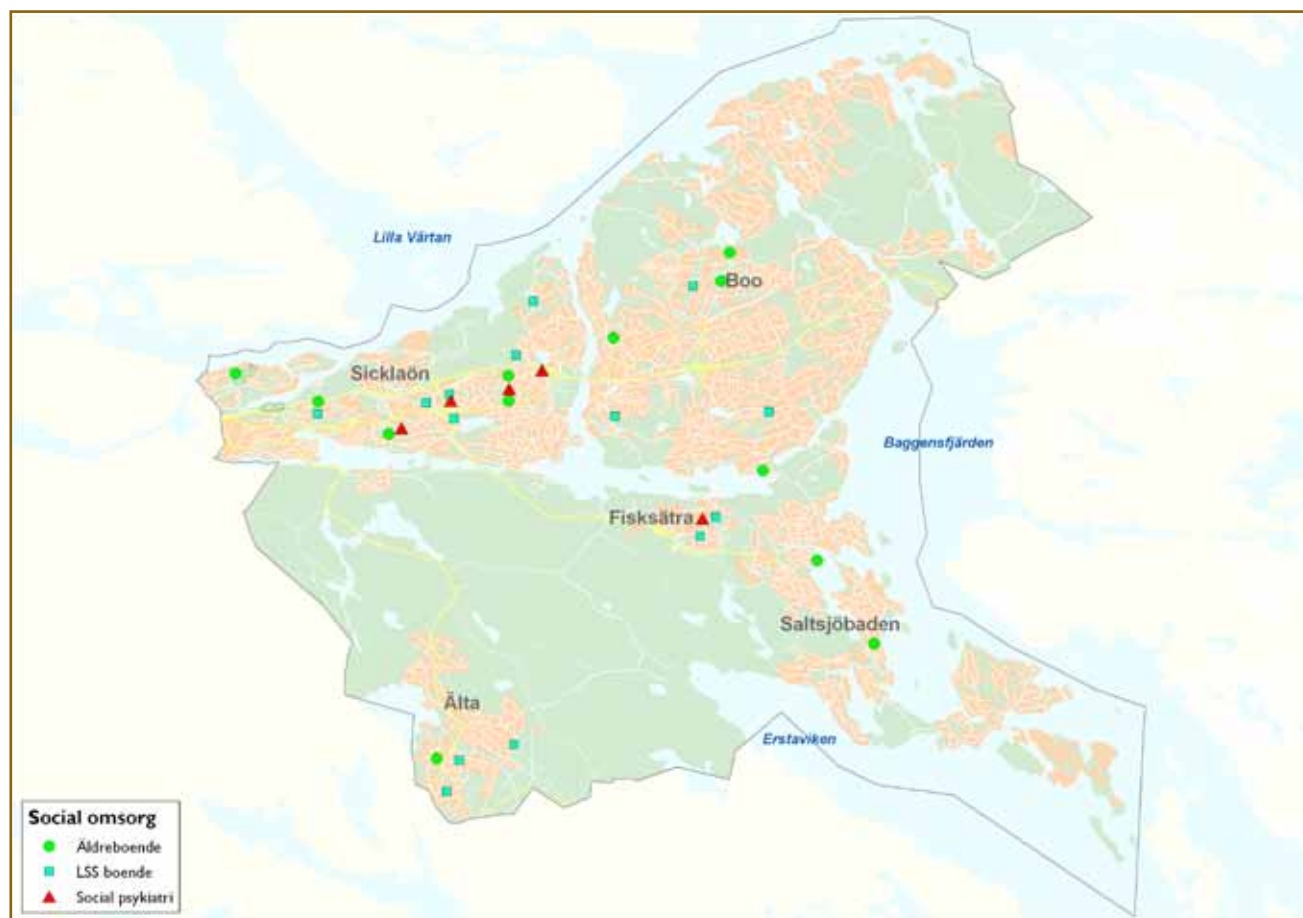 Lilla Värtan
Boo
Sicklaön
Baggensfjärden
Fisksätra
Saltsjöbaden
Älta
Erstaviken
Social omsorg
Äldreboende
LSS boende
Social psykiatri